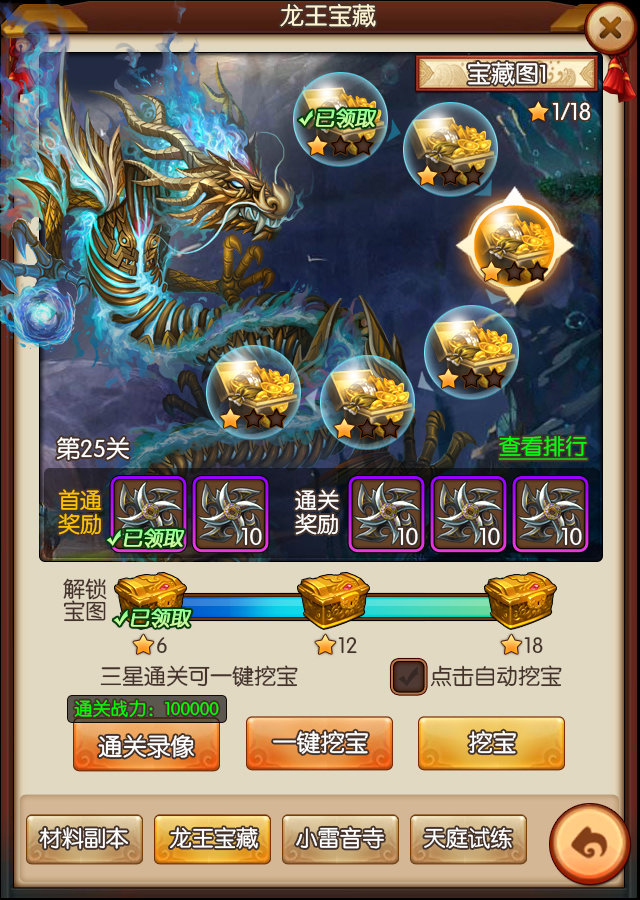 龙王宝藏
宝藏图1
1/18
已领取
第25关
查看排行
首通
奖励
已领取
10
通关
奖励
10
10
10
解锁
宝图
已领取
6
12
18
三星通关可一键挖宝
点击自动挖宝
通关战力：100000
通关录像
一键挖宝
挖宝
材料副本
龙王宝藏
小雷音寺
天庭试练